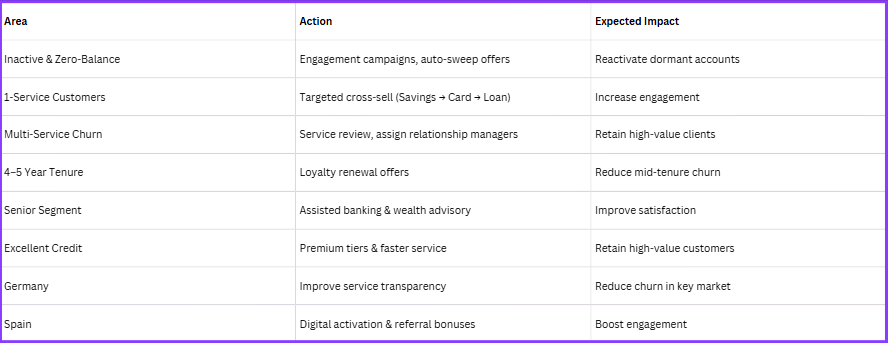 Area Action Expected Impact
Inactive & Zero-Balance Engagement campaigns, auto-sweep offers Reactivate dormant accounts
1-Service Customers Targeted cross-sell (Savings → Card → Loan) Increase engagement
Multi-Service Churn Service review, assign relationship managers Retain high-value clients
4–5 Year Tenure Loyalty renewal offers Reduce mid-tenure churn
Senior Segment Assisted banking & wealth advisory Improve satisfaction
Excellent Credit Premium tiers & faster service Retain high-value customers
Germany Improve service transparency Reduce churn in key market
Spain Digital activation & referral bonuses Boost engagement